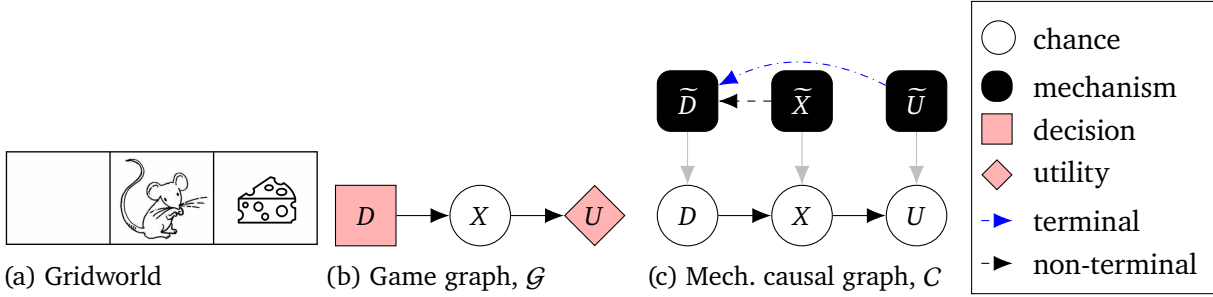 D
X
U
D̃
X̃
Ũ
D
X
U
chance
mechanism
decision
utility
terminal
non-terminal
(a) Gridworld
(b) Game graph, 𝒢
(c) Mech. causal graph, 𝒞